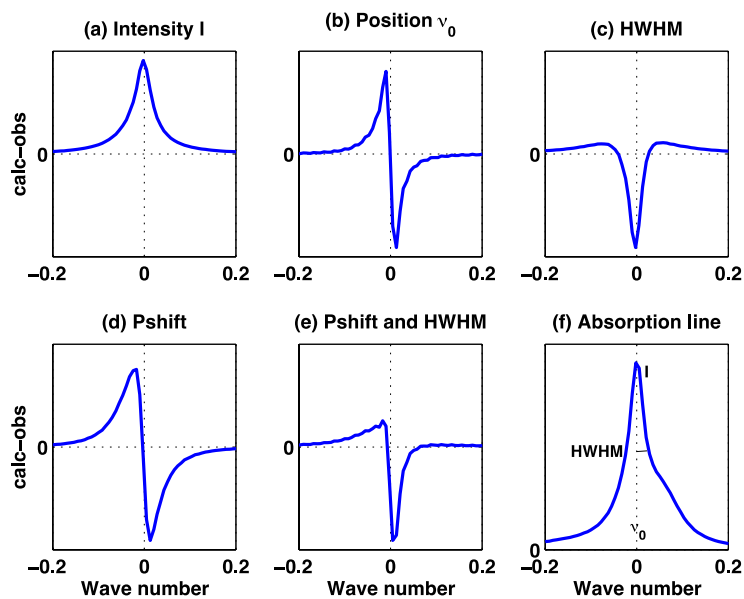 (a) Intensity I
(b) Position ν0
(c) HWHM
calc−obs
0
−0.2 0 0.2
0
−0.2 0 0.2
0
−0.2 0 0.2
(d) Pshift
(e) Pshift and HWHM
(f) Absorption line
calc−obs
0
−0.2 0 0.2
Wave number
0
−0.2 0 0.2
Wave number
I
HWHM
ν0
0
−0.2 0 0.2
Wave number